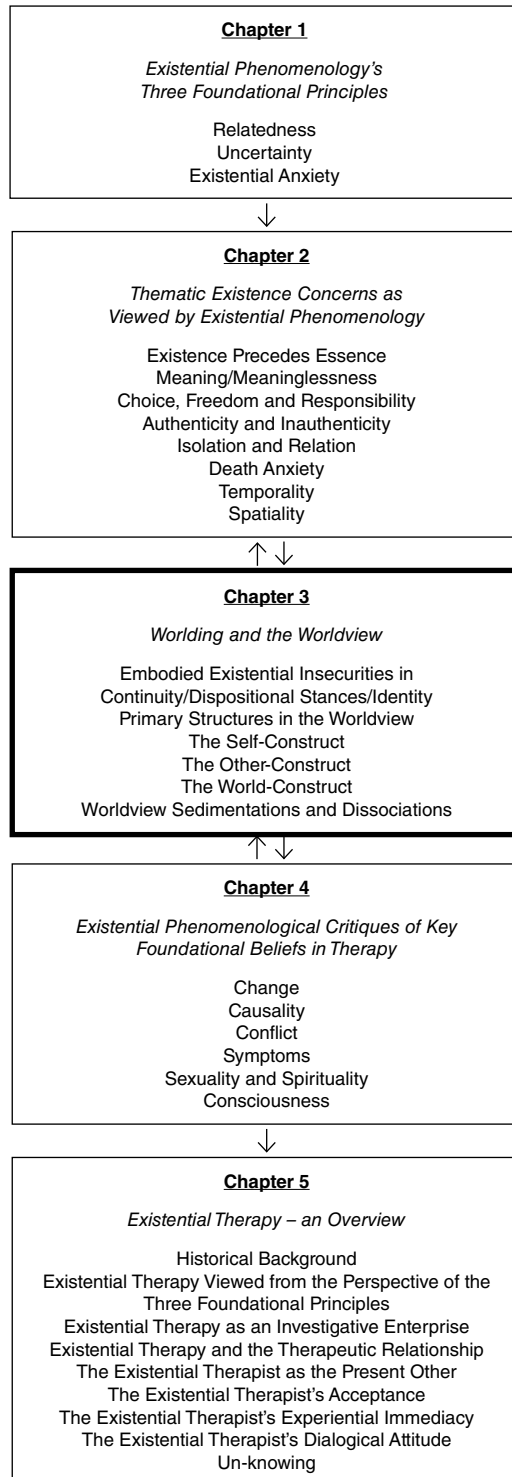 Chapter 1
Existential Phenomenology's
Three Foundational Principles
Relatedness
Uncertainty
Existential Anxiety
Chapter 2
Thematic Existence Concerns as
Viewed by Existential Phenomenology
Existence Precedes Essence
Meaning/Meaninglessness
Choice, Freedom and Responsibility
Authenticity and Inauthenticity
Isolation and Relation
Death Anxiety
Temporality
Spatiality
Chapter 3
Worlding and the Worldview
Embodied Existential Insecurities in
Continuity/Dispositional Stances/Identity
Primary Structures in the Worldview
The Self-Construct
The Other-Construct
The World-Construct
Worldview Sedimentations and Dissociations
Chapter 4
Existential Phenomenological Critiques of Key
Foundational Beliefs in Therapy
Change
Causality
Conflict
Symptoms
Sexuality and Spirituality
Consciousness
Chapter 5
Existential Therapy – an Overview
Historical Background
Existential Therapy Viewed from the Perspective of the
Three Foundational Principles
Existential Therapy as an Investigative Enterprise
Existential Therapy and the Therapeutic Relationship
The Existential Therapist as the Present Other
The Existential Therapist's Acceptance
The Existential Therapist's Experiential Immediacy
The Existential Therapist's Dialogical Attitude
Un-knowing